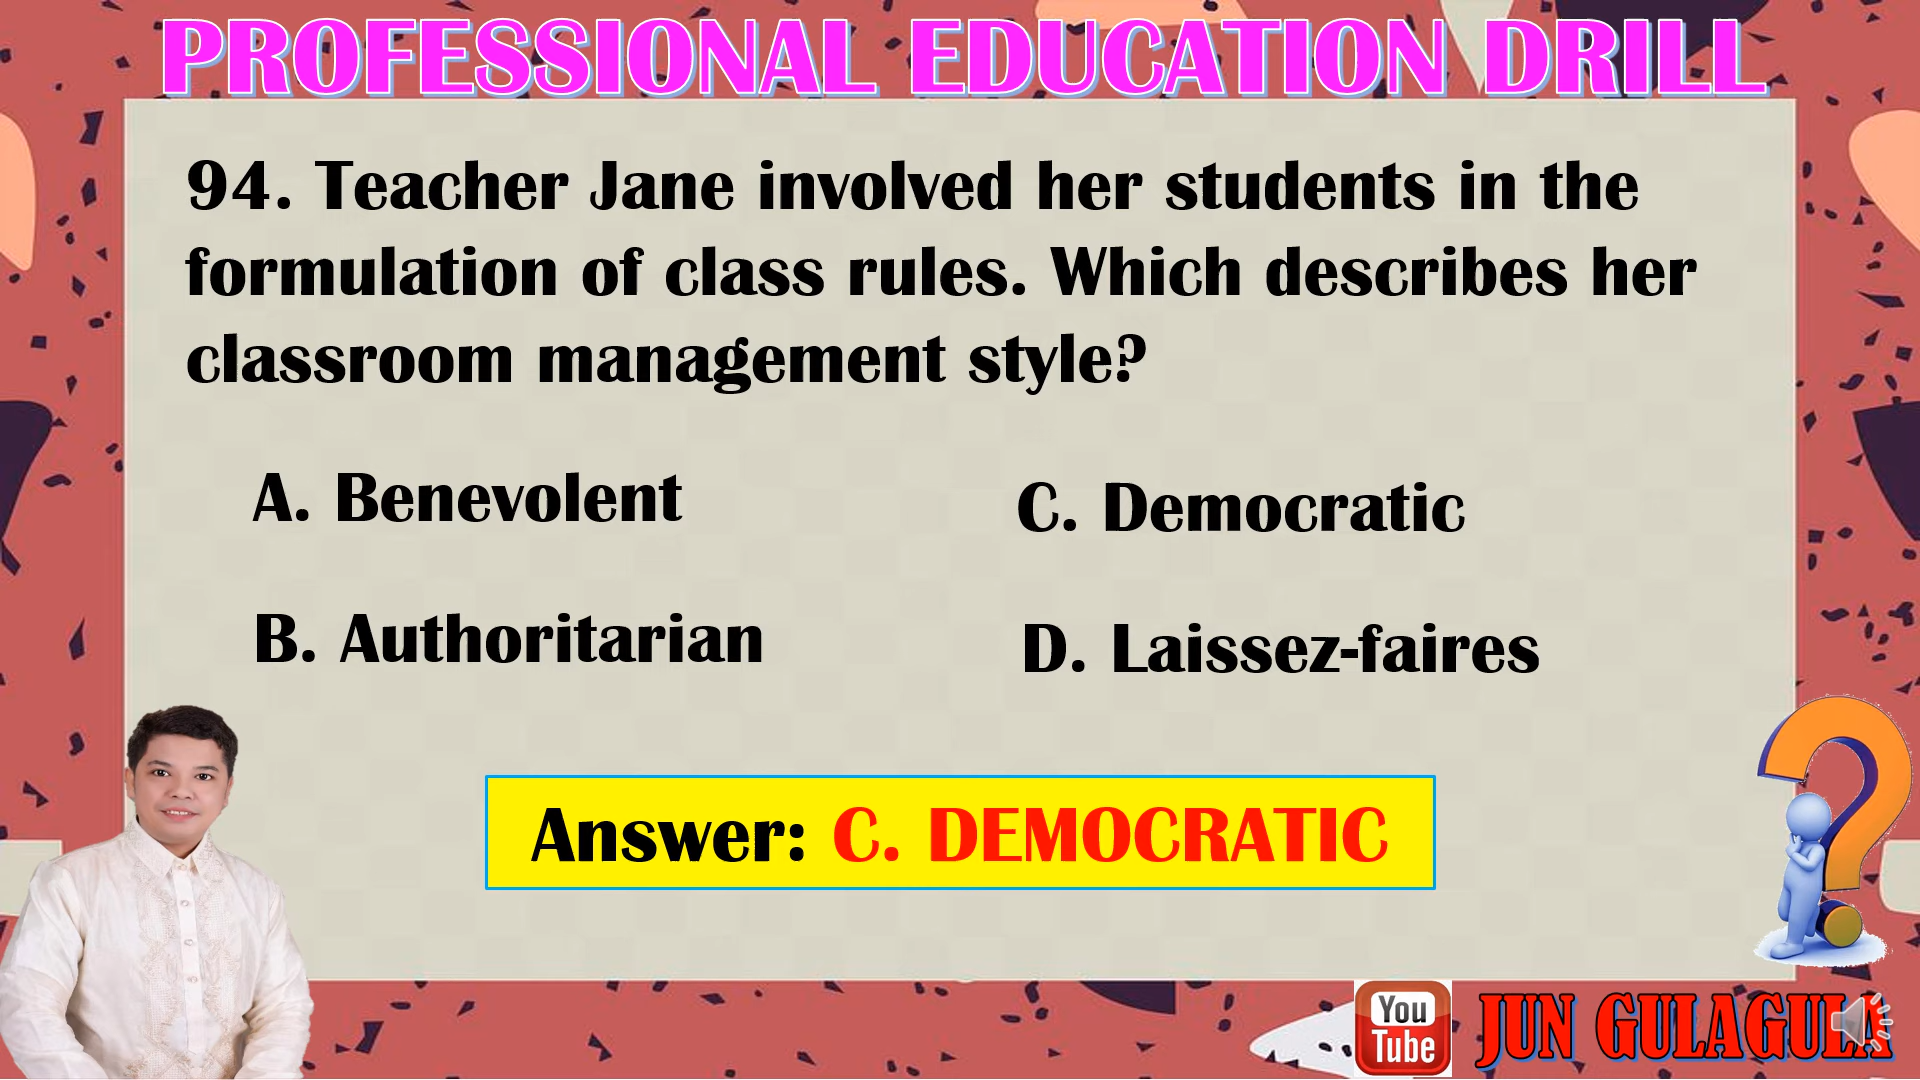 PROFESSIONAL EDUCATION DRILL
94. Teacher Jane involved her students in the
formulation of class rules. Which describes her
classroom management style?
A. Benevolent
C. Democratic
B. Authoritarian
D. Laissez-faires
Answer: C. DEMOCRATIC
You
Tube
JUN GULAGULA